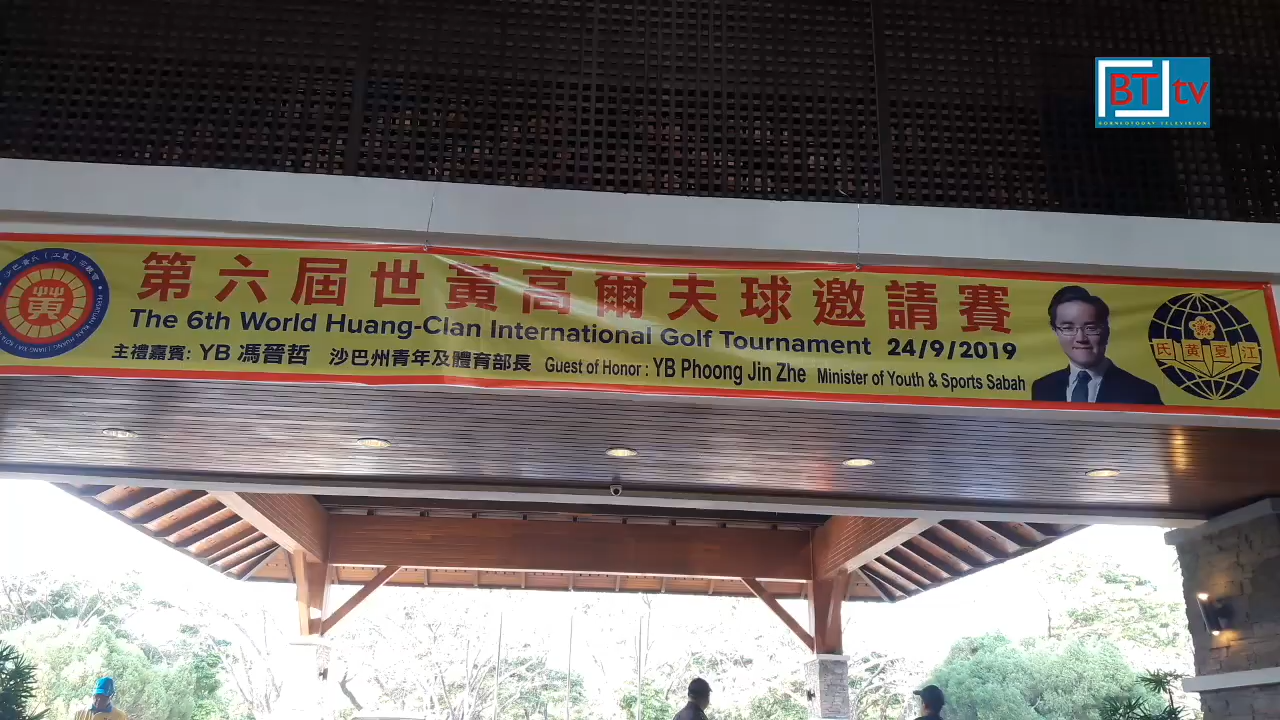 BT tv
BORNEOTODAY TELEVISION
第六屆世黃高爾夫球邀請賽
The 6th World Huang-Clan International Golf Tournament 24/9/2019
主禮嘉賓: YB 馮晉哲 沙巴州青年及體育部長 Guest of Honor : YB Phoong Jin Zhe Minister of Youth & Sports Sabah
黃
氏黄夏江